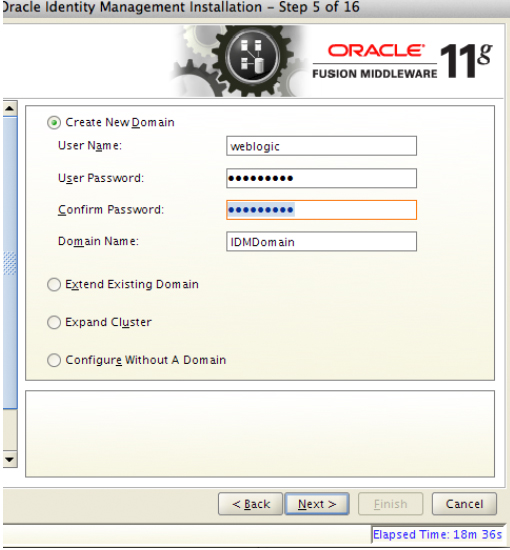 Oracle Identity Management Installation - Step 5 of 16
ORACLE
FUSION MIDDLEWARE 11g
Create New Domain
User Name: weblogic
User Password: •••••••••
Confirm Password: •••••••••
Domain Name: IDMDomain
Extend Existing Domain
Expand Cluster
Configure Without A Domain
< Back Next > Finish Cancel
Elapsed Time: 18m 36s